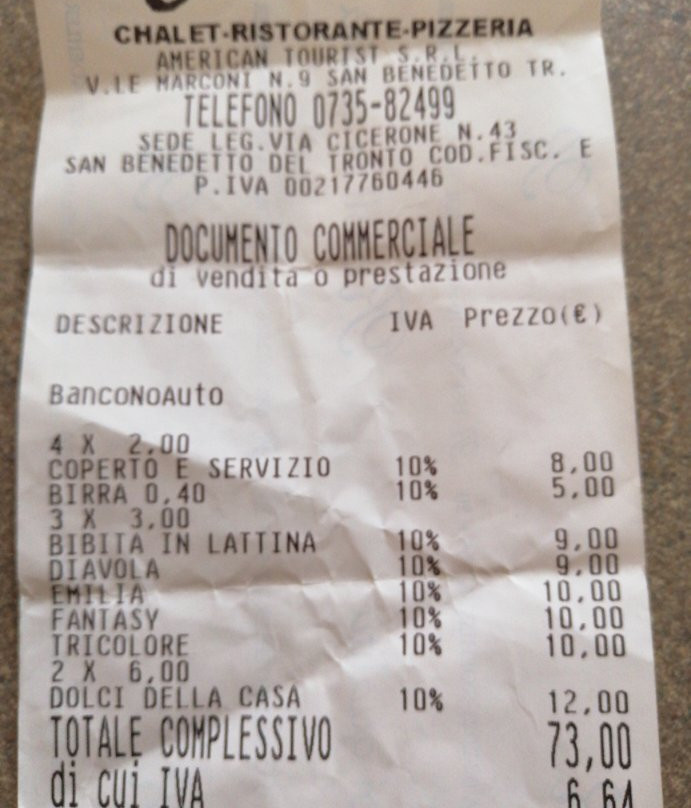 CHALET-RISTORANTE-PIZZERIA
AMERICAN TOURIST S.R.L.
V.LE MARCONI N.9 SAN BENEDETTO TR.
TELEFONO 0735-82499
SEDE LEG.VIA CICERONE N.43
SAN BENEDETTO DEL TRONTO COD.FISC. E
P.IVA 00217760446
DOCUMENTO COMMERCIALE
di vendita o prestazione
DESCRIZIONE IVA Prezzo(€)
BancoNoAuto
4 X 2,00
COPERTO E SERVIZIO 10% 8,00
BIRRA 0,40 10% 5,00
3 X 3,00
BIBITA IN LATTINA 10% 9,00
DIAVOLA 10% 9,00
EMILIA 10% 10,00
FANTASY 10% 10,00
TRICOLORE 10% 10,00
2 X 6,00
DOLCI DELLA CASA 10% 12,00
TOTALE COMPLESSIVO 73,00
di cui IVA 6,64